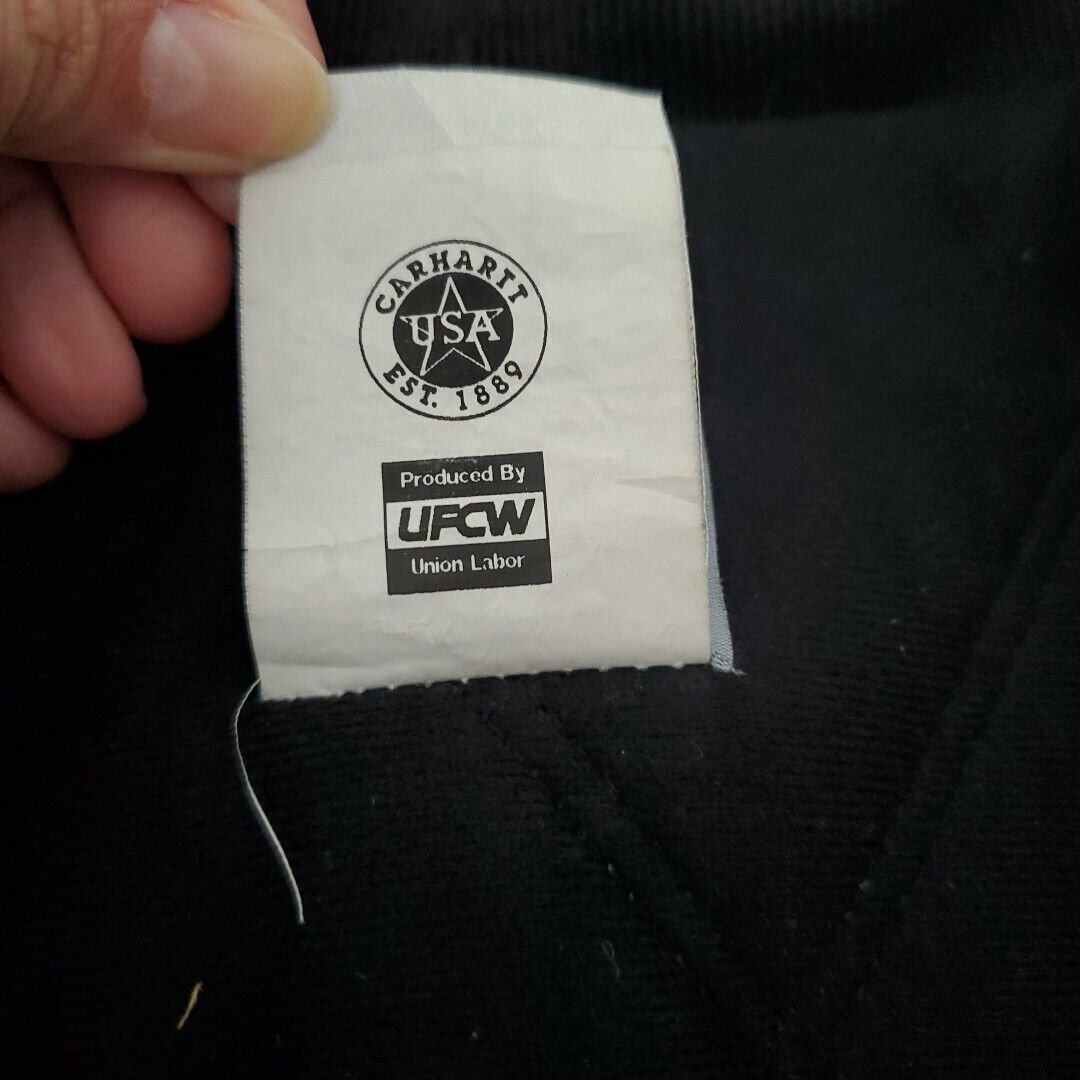 CARHARTT
USA
EST. 1889
Produced By
UFCW
Union Labor